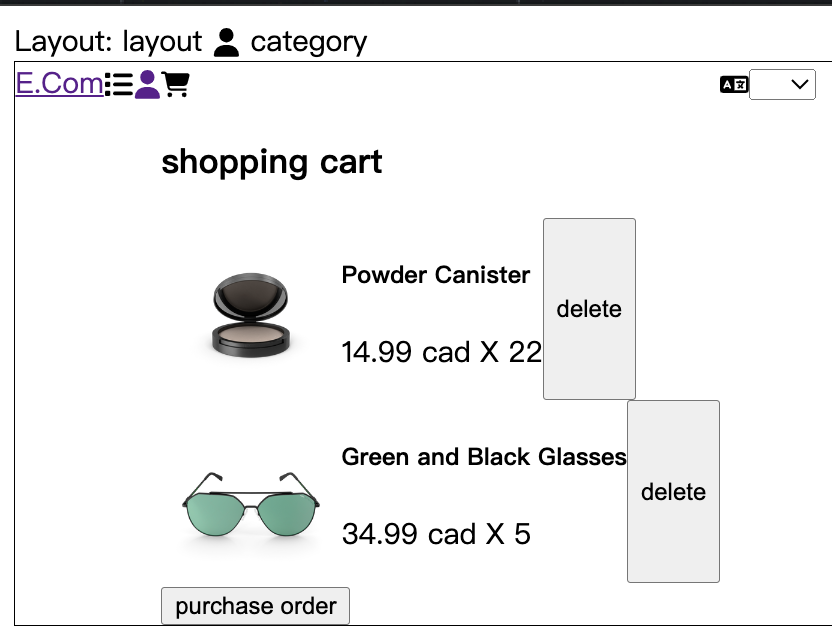 Layout: layout category
E.Com
shopping cart
Powder Canister
14.99 cad X 22
delete
Green and Black Glasses
34.99 cad X 5
delete
purchase order